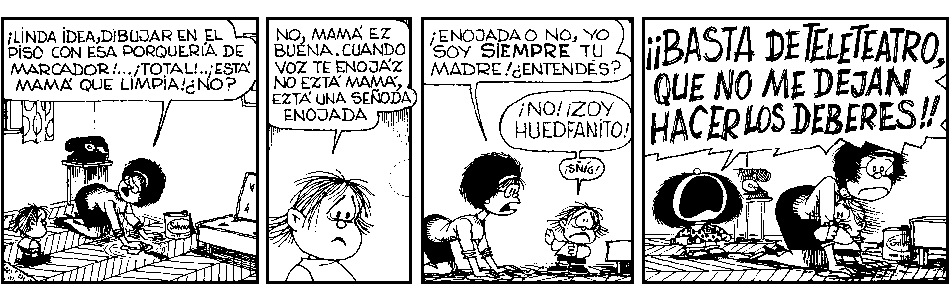 ¡LINDA IDEA, DIBUJAR EN EL
PISO CON ESA PORQUERÍA DE
MARCADOR!...¡TOTAL!..¡ESTÁ
MAMÁ QUE LIMPIA!¿NO?
NO, MAMÁ EZ
BUENA. CUANDO
VOZ TE ENOJÁZ
NO EZTÁ MAMÁ,
EZTÁ UNA SEÑODA
ENOJADA
¡ENOJADA O NO, YO
SOY SIEMPRE TU
MADRE!¿ENTENDÉS?
¡NO! ¡ZOY
HUEDFANITO!
¡SÑIG!
¡¡BASTA DE TELETEATRO,
QUE NO ME DEJAN
HACER LOS DEBERES!!